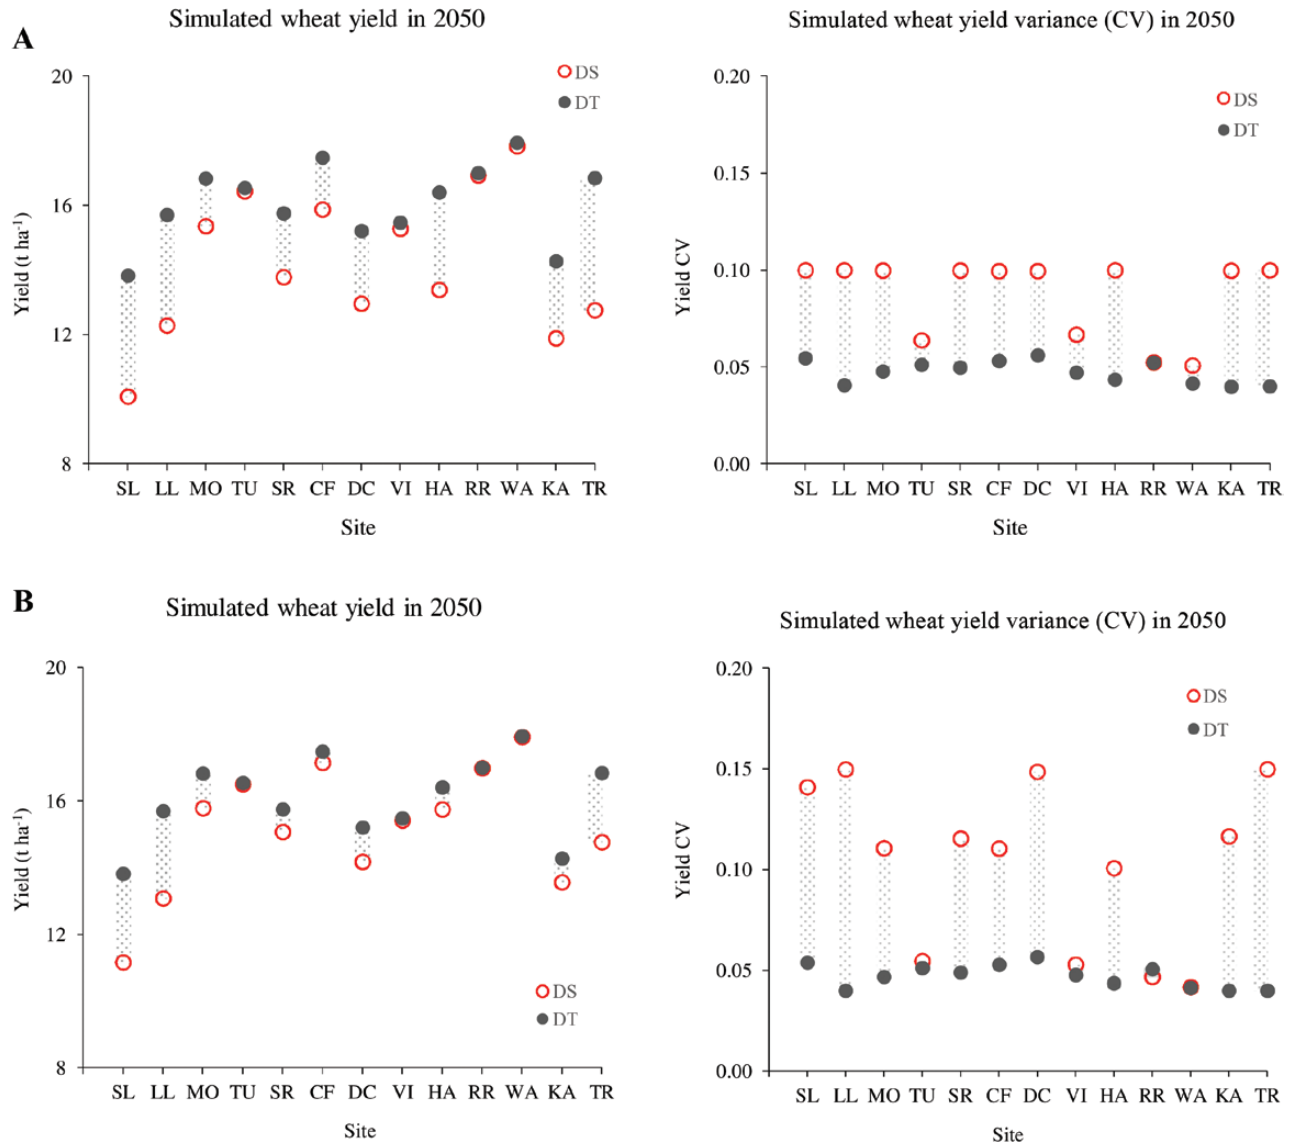 A
Simulated wheat yield in 2050
20
16
12
8
Yield (t ha⁻¹)
DS
DT
SL LL MO TU SR CF DC VI HA RR WA KA TR
Site
Simulated wheat yield variance (CV) in 2050
0.20
0.15
0.10
0.05
0.00
Yield CV
DS
DT
SL LL MO TU SR CF DC VI HA RR WA KA TR
Site
B
Simulated wheat yield in 2050
20
16
12
8
Yield (t ha⁻¹)
DS
DT
SL LL MO TU SR CF DC VI HA RR WA KA TR
Site
Simulated wheat yield variance (CV) in 2050
0.20
0.15
0.10
0.05
0.00
Yield CV
DS
DT
SL LL MO TU SR CF DC VI HA RR WA KA TR
Site